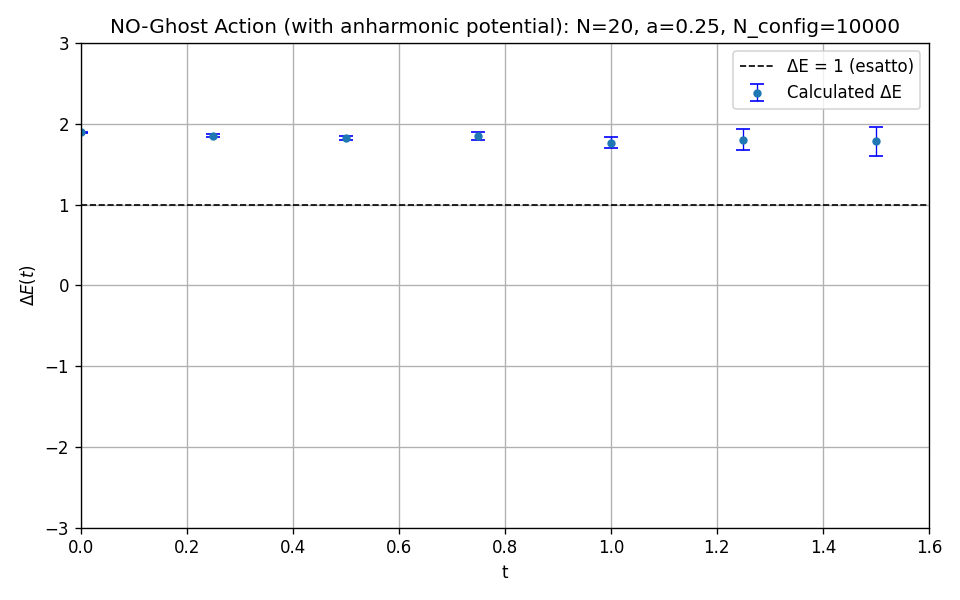 NO-Ghost Action (with anharmonic potential): N=20, a=0.25, N_config=10000
ΔE = 1 (esatto)
Calculated ΔE
3
2
1
0
−1
−2
−3
ΔE(t)
0.0 0.2 0.4 0.6 0.8 1.0 1.2 1.4 1.6
t